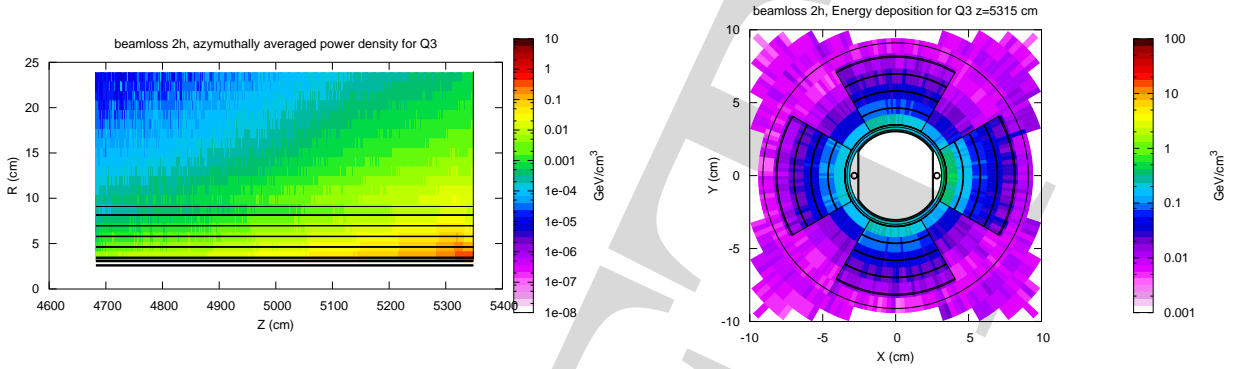 beamloss 2h, azymuthally averaged power density for Q3
25
20
15
10
5
0
R (cm)
4600 4700 4800 4900 5000 5100 5200 5300 5400
Z (cm)
10
1
0.1
0.01
0.001
1e-04
1e-05
1e-06
1e-07
1e-08
GeV/cm3
beamloss 2h, Energy deposition for Q3 z=5315 cm
10
5
0
-5
-10
Y (cm)
-10 -5 0 5 10
X (cm)
100
10
1
0.1
0.01
0.001
GeV/cm3